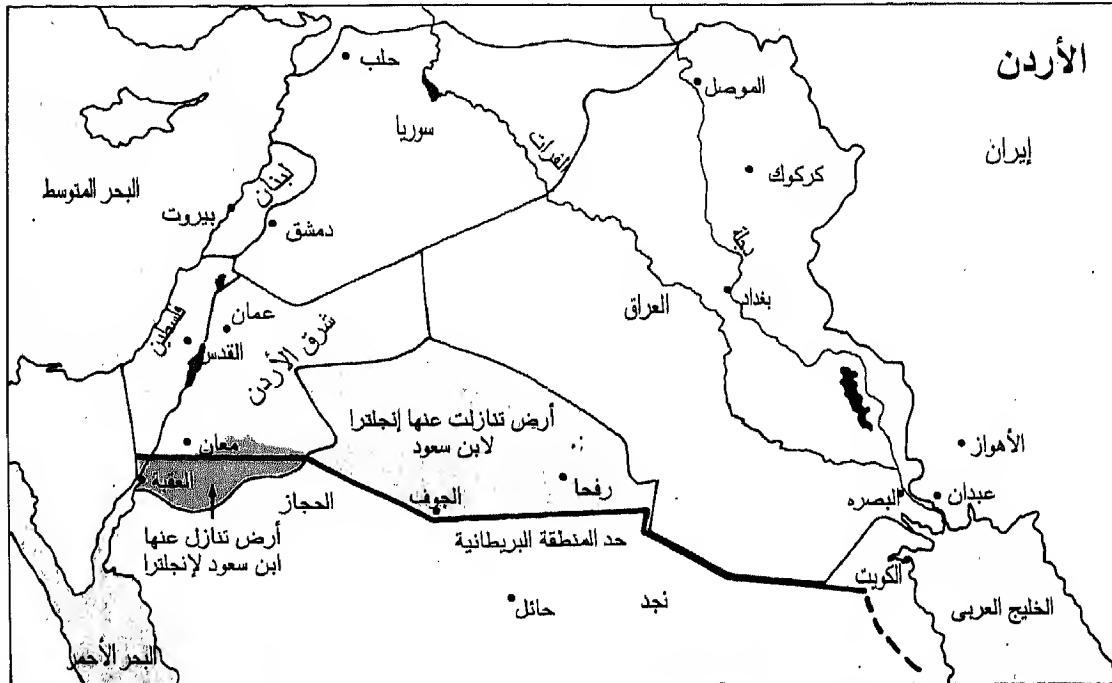 الأردن
إيران
حلب
الموصل
سوريا
الفرات
كركوك
لبنان
البحر المتوسط
بيروت
دمشق
دجلة
بغداد
العراق
فلسطين
عمان
القدس
شرق الأردن
أرض تنازلت عنها إنجلترا
لابن سعود
معان
العقبة
الحجاز
الجوف
رفحا
الأهواز
عبدان
البصره
حد المنطقة البريطانية
أرض تنازل عنها
ابن سعود لإنجلترا
الكويت
نجد
حائل
الخليج العربى
البحر الأحمر